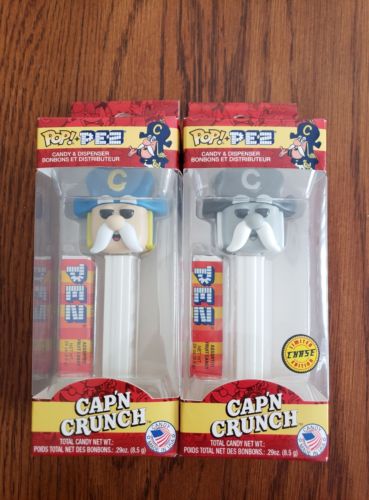 POP! PEZ
CANDY & DISPENSER
BONBONS ET DISTRIBUTEUR
C
PEZ
CAP'N
CRUNCH
TOTAL CANDY NET WT.:
POIDS TOTAL NET DES BONBONS.: .29oz (8.5 g)
POP! PEZ
CANDY & DISPENSER
BONBONS ET DISTRIBUTEUR
C
PEZ
LIMITED
CHASE
EDITION
CAP'N
CRUNCH
TOTAL CANDY NET WT.:
POIDS TOTAL NET DES BONBONS.: .29oz (8.5 g)